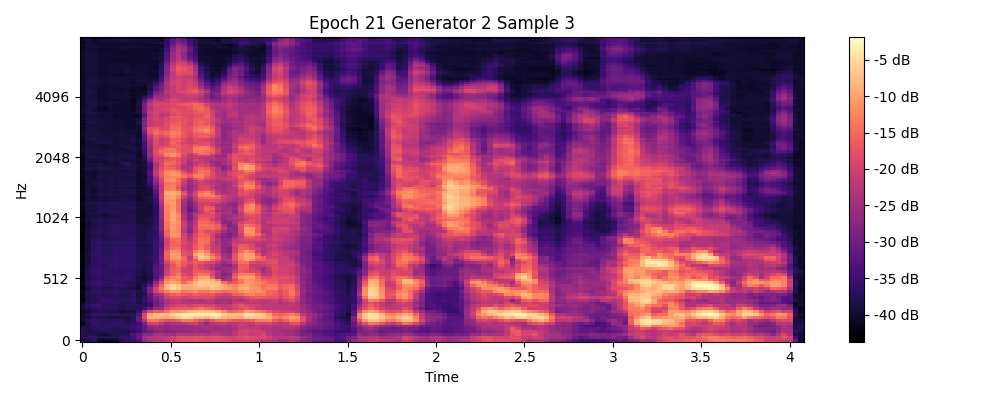 Epoch 21 Generator 2 Sample 3
Hz
4096
2048
1024
512
0
0
0.5
1
1.5
2
2.5
3
3.5
4
Time
-5 dB
-10 dB
-15 dB
-20 dB
-25 dB
-30 dB
-35 dB
-40 dB